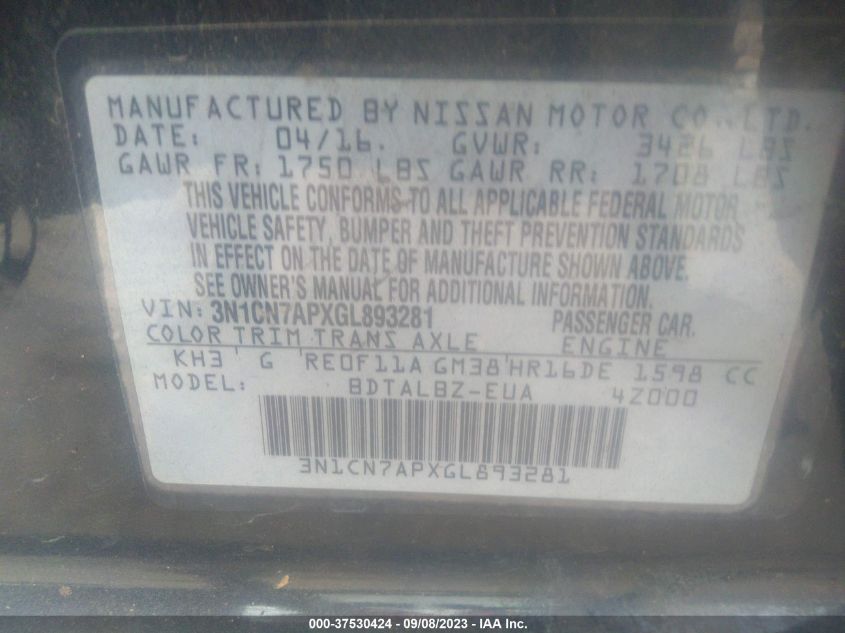 MANUFACTURED BY NISSAN MOTOR CO., LTD.
DATE: 04/16. GVWR: 3426 LBS
GAWR FR: 1750 LBS GAWR RR: 1708 LBS
THIS VEHICLE CONFORMS TO ALL APPLICABLE FEDERAL MOTOR
VEHICLE SAFETY, BUMPER AND THEFT PREVENTION STANDARDS
IN EFFECT ON THE DATE OF MANUFACTURE SHOWN ABOVE.
SEE OWNER'S MANUAL FOR ADDITIONAL INFORMATION.
VIN: 3N1CN7APXGL893281 PASSENGER CAR.
COLOR TRIM TRANS AXLE ENGINE
KH3 G RE0F11A GM38 HR16DE 1598 CC
MODEL: BDTALBZ-EUA 4Z000
3N1CN7APXGL893281
000-37530424 - 09/08/2023 - IAA Inc.